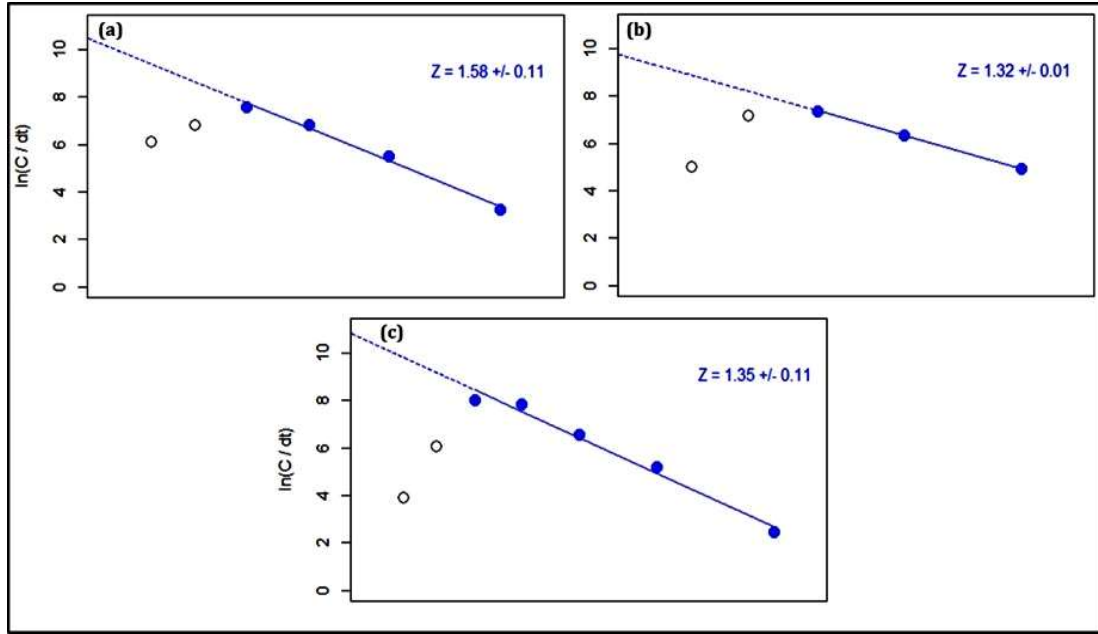 (a)
Z = 1.58 +/- 0.11
ln(C / dt)
10
8
6
4
2
0
(b)
Z = 1.32 +/- 0.01
10
8
6
4
2
0
(c)
Z = 1.35 +/- 0.11
ln(C / dt)
10
8
6
4
2
0